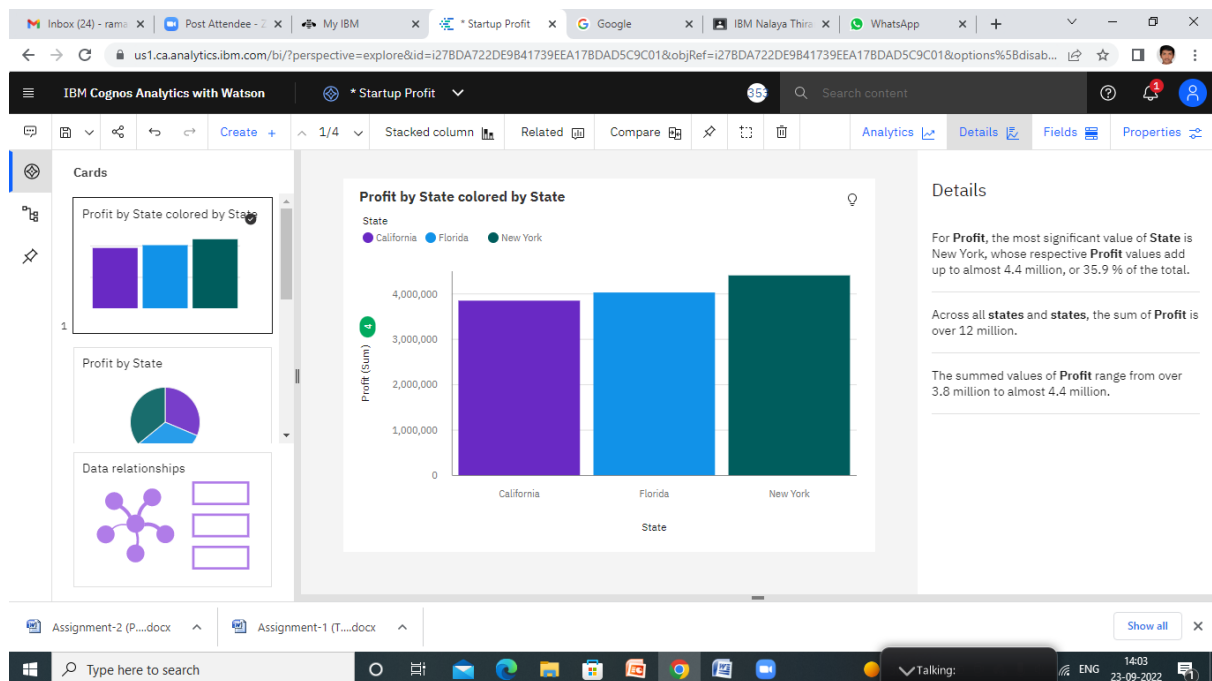 Inbox (24) - rama
Post Attendee - Z
My IBM
* Startup Profit
Google
IBM Nalaya Thira
WhatsApp
us1.ca.analytics.ibm.com/bi/?perspective=explore&id=i27BDA722DE9B41739EEA17BDAD5C9C01&objRef=i27BDA722DE9B41739EEA17BDAD5C9C01&options%5Bdisab...
IBM Cognos Analytics with Watson
* Startup Profit
353
Search content
1
Create +
1/4
Stacked column
Related
Compare
Analytics
Details
Fields
Properties
Cards
Profit by State colored by State
1
Profit by State
Data relationships
Profit by State colored by State
State
California Florida New York
4,000,000
3,000,000
2,000,000
1,000,000
0
Profit (Sum)
4
California Florida New York
State
Details
For Profit, the most significant value of State is
New York, whose respective Profit values add
up to almost 4.4 million, or 35.9 % of the total.
Across all states and states, the sum of Profit is
over 12 million.
The summed values of Profit range from over
3.8 million to almost 4.4 million.
Assignment-2 (P....docx
Assignment-1 (T....docx
Show all
Type here to search
Talking:
ENG
14:03
23-09-2022